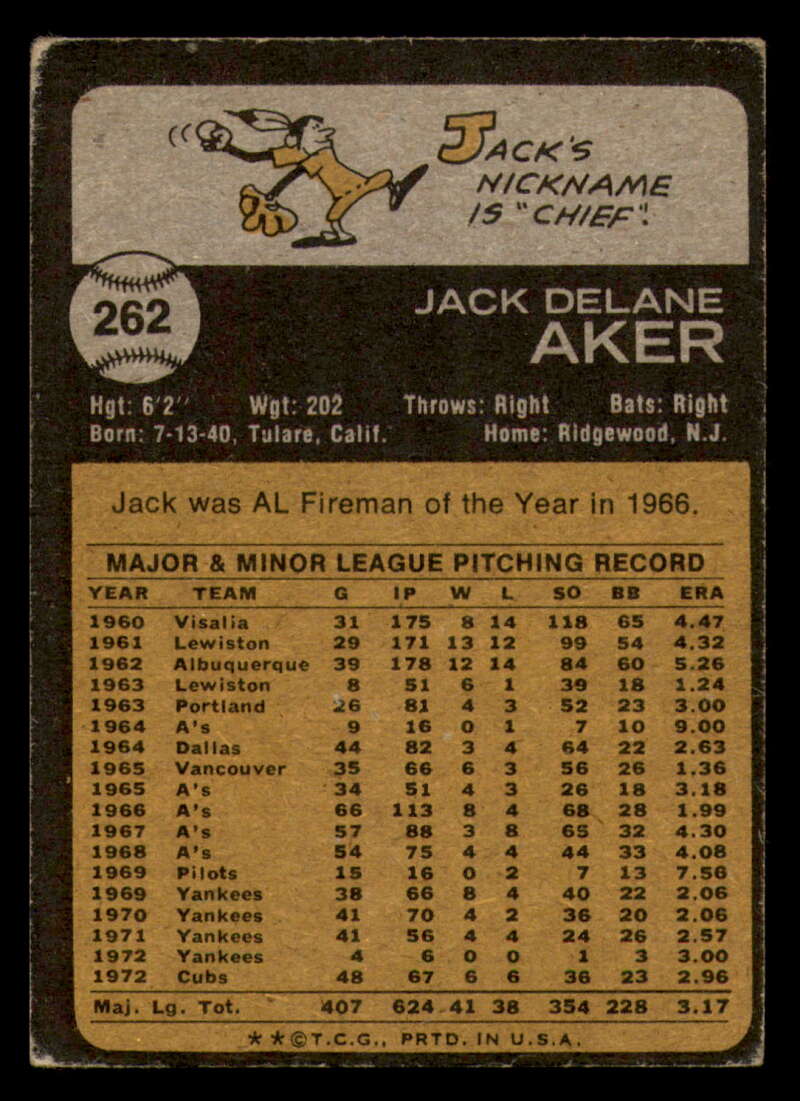 JACK'S
NICKNAME
IS "CHIEF".
262
JACK DELANE
AKER
Hgt: 6'2" Wgt: 202 Throws: Right Bats: Right
Born: 7-13-40, Tulare, Calif. Home: Ridgewood, N.J.
Jack was AL Fireman of the Year in 1966.
MAJOR & MINOR LEAGUE PITCHING RECORD
YEAR TEAM G IP W L SO BB ERA
1960 Visalia 31 175 8 14 118 65 4.47
1961 Lewiston 29 171 13 12 99 54 4.32
1962 Albuquerque 39 178 12 14 84 60 5.26
1963 Lewiston 8 51 6 1 39 18 1.24
1963 Portland 26 81 4 3 52 23 3.00
1964 A's 9 16 0 1 7 10 9.00
1964 Dallas 44 82 3 4 64 22 2.63
1965 Vancouver 35 66 6 3 56 26 1.36
1965 A's 34 51 4 3 26 18 3.18
1966 A's 66 113 8 4 68 28 1.99
1967 A's 57 88 3 8 65 32 4.30
1968 A's 54 75 4 4 44 33 4.08
1969 Pilots 15 16 0 2 7 13 7.56
1969 Yankees 38 66 8 4 40 22 2.06
1970 Yankees 41 70 4 2 36 20 2.06
1971 Yankees 41 56 4 4 24 26 2.57
1972 Yankees 4 6 0 0 1 3 3.00
1972 Cubs 48 67 6 6 36 23 2.96
Maj. Lg. Tot. 407 624 41 38 354 228 3.17
* * © T.C.G., PRTD. IN U.S.A.